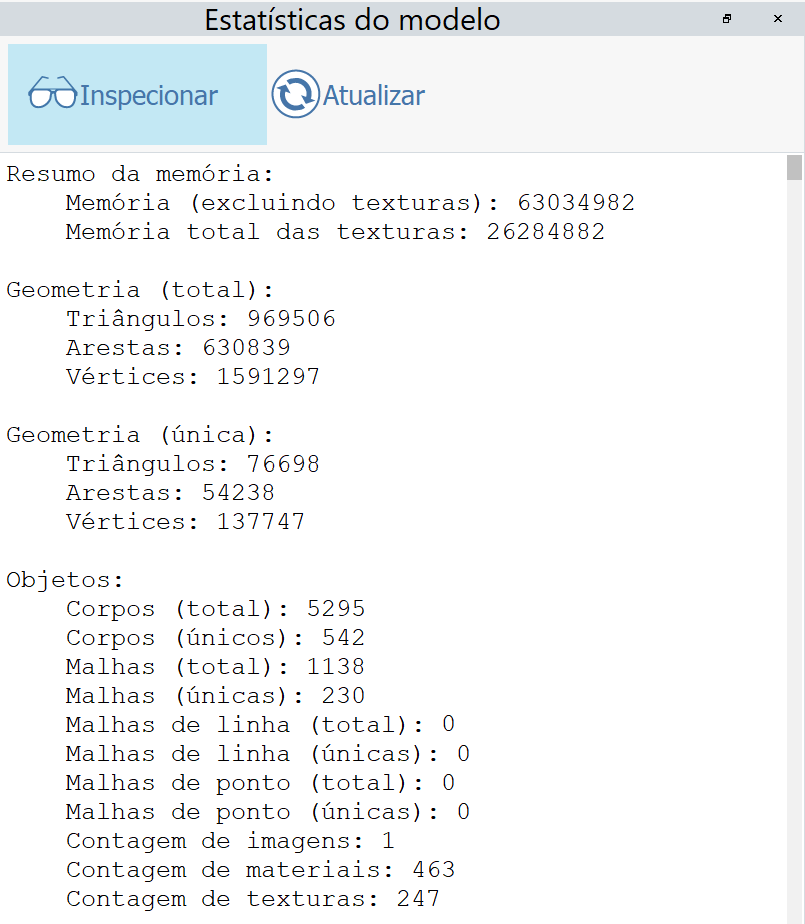 Estatísticas do modelo
Inspecionar Atualizar
Resumo da memória:
Memória (excluindo texturas): 63034982
Memória total das texturas: 26284882
Geometria (total):
Triângulos: 969506
Arestas: 630839
Vértices: 1591297
Geometria (única):
Triângulos: 76698
Arestas: 54238
Vértices: 137747
Objetos:
Corpos (total): 5295
Corpos (únicos): 542
Malhas (total): 1138
Malhas (únicas): 230
Malhas de linha (total): 0
Malhas de linha (únicas): 0
Malhas de ponto (total): 0
Malhas de ponto (únicas): 0
Contagem de imagens: 1
Contagem de materiais: 463
Contagem de texturas: 247